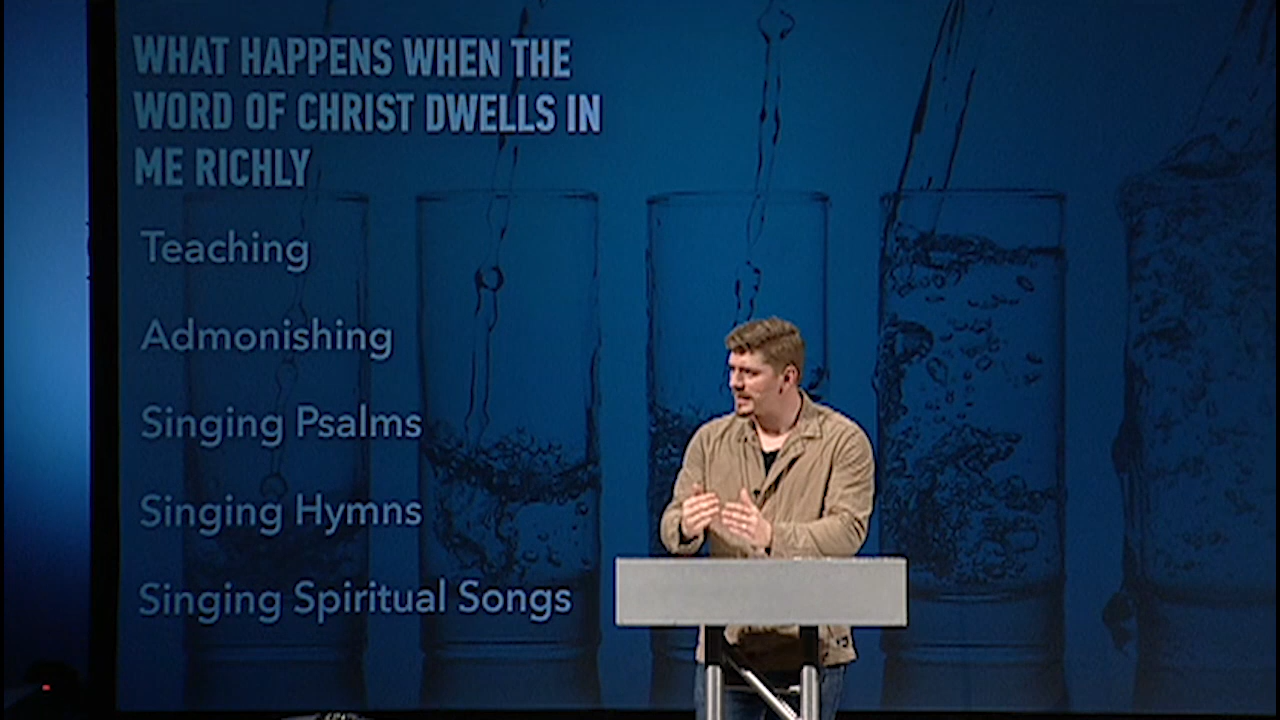 WHAT HAPPENS WHEN THE
WORD OF CHRIST DWELLS IN
ME RICHLY
Teaching
Admonishing
Singing Psalms
Singing Hymns
Singing Spiritual Songs